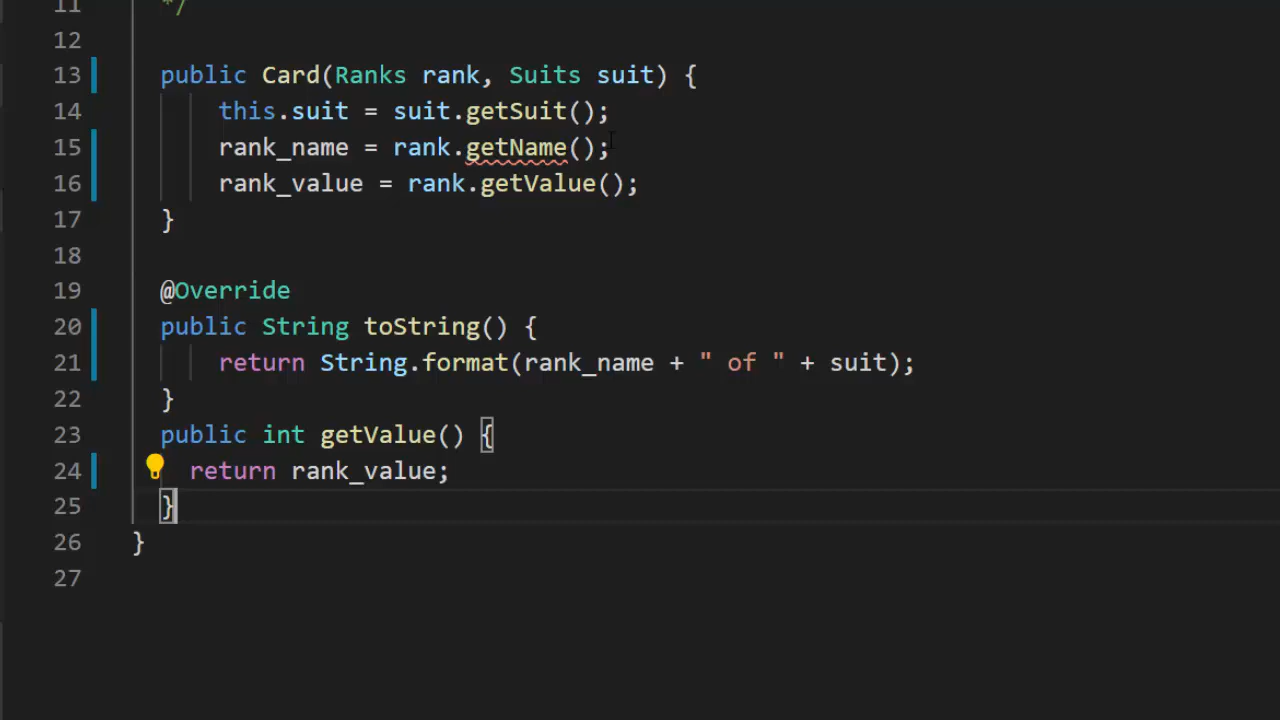 11 */
12
13 public Card(Ranks rank, Suits suit) {
14 this.suit = suit.getSuit();
15 rank_name = rank.getName();
16 rank_value = rank.getValue();
17 }
18
19 @Override
20 public String toString() {
21 return String.format(rank_name + " of " + suit);
22 }
23 public int getValue() {
24 return rank_value;
25 }
26 }
27